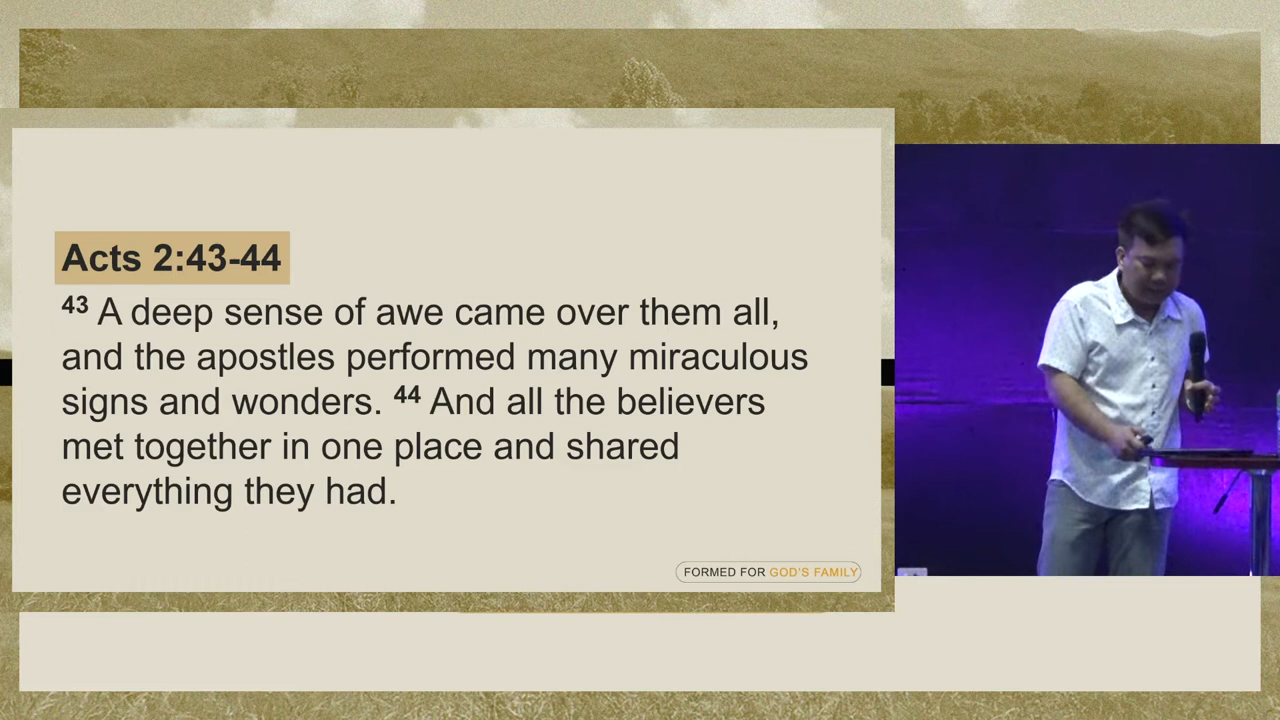 Acts 2:43-44
⁴³ A deep sense of awe came over them all,
and the apostles performed many miraculous
signs and wonders. ⁴⁴ And all the believers
met together in one place and shared
everything they had.
FORMED FOR GOD'S FAMILY